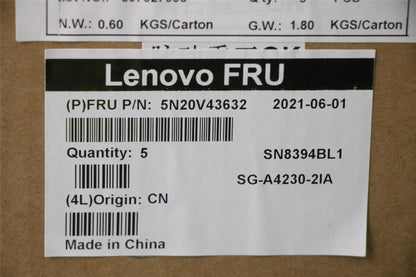 N.W.: 0.60 KGS/Carton G.W.: 1.80 KGS/Carton
Lenovo FRU
(P)FRU P/N: 5N20V43632 2021-06-01
Quantity: 5 SN8394BL1
SG-A4230-2IA
(4L)Origin: CN
Made in China